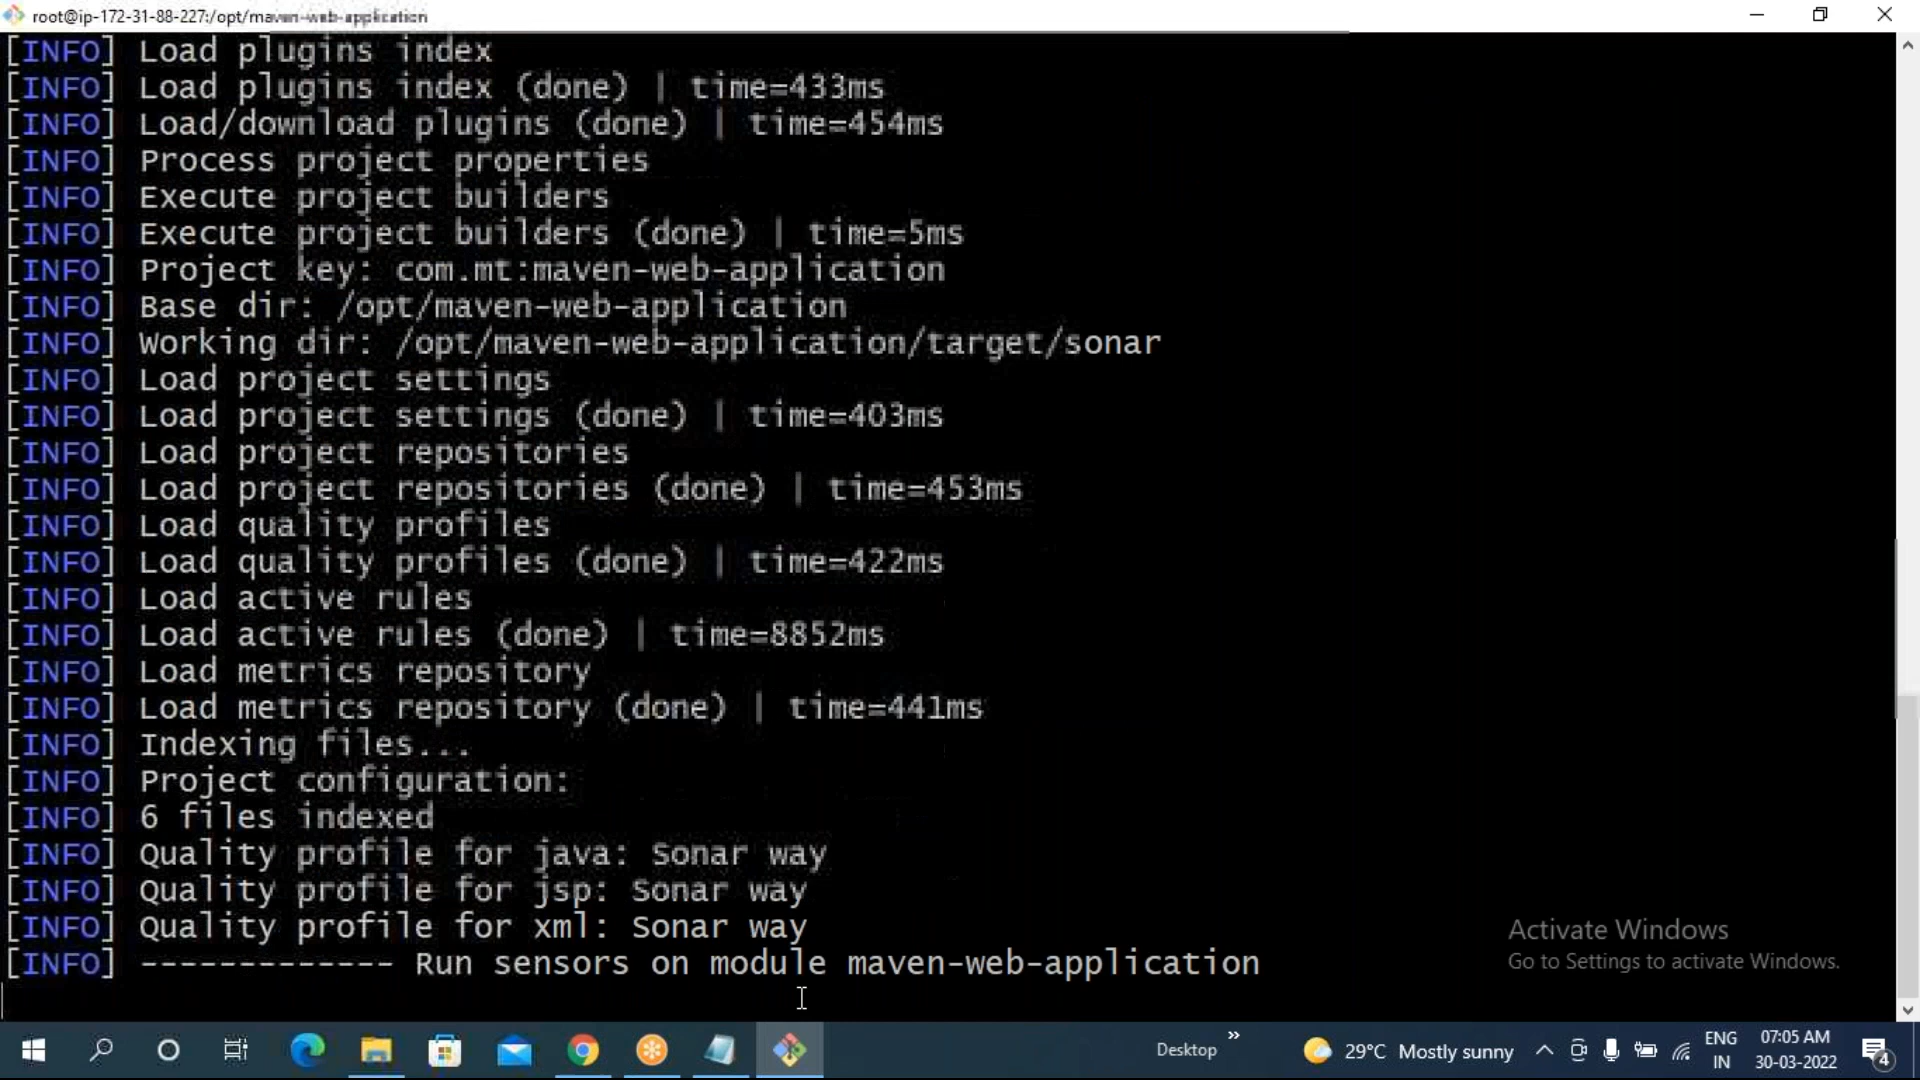 root@ip-172-31-88-227:/opt/maven-web-application
[INFO] Load plugins index
[INFO] Load plugins index (done) | time=433ms
[INFO] Load/download plugins (done) | time=454ms
[INFO] Process project properties
[INFO] Execute project builders
[INFO] Execute project builders (done) | time=5ms
[INFO] Project key: com.mt:maven-web-application
[INFO] Base dir: /opt/maven-web-application
[INFO] Working dir: /opt/maven-web-application/target/sonar
[INFO] Load project settings
[INFO] Load project settings (done) | time=403ms
[INFO] Load project repositories
[INFO] Load project repositories (done) | time=453ms
[INFO] Load quality profiles
[INFO] Load quality profiles (done) | time=422ms
[INFO] Load active rules
[INFO] Load active rules (done) | time=8852ms
[INFO] Load metrics repository
[INFO] Load metrics repository (done) | time=441ms
[INFO] Indexing files...
[INFO] Project configuration:
[INFO] 6 files indexed
[INFO] Quality profile for java: Sonar way
[INFO] Quality profile for jsp: Sonar way
[INFO] Quality profile for xml: Sonar way
[INFO] ------------- Run sensors on module maven-web-application
Activate Windows
Go to Settings to activate Windows.
Desktop
29°C Mostly sunny
ENG
IN
07:05 AM
30-03-2022
4